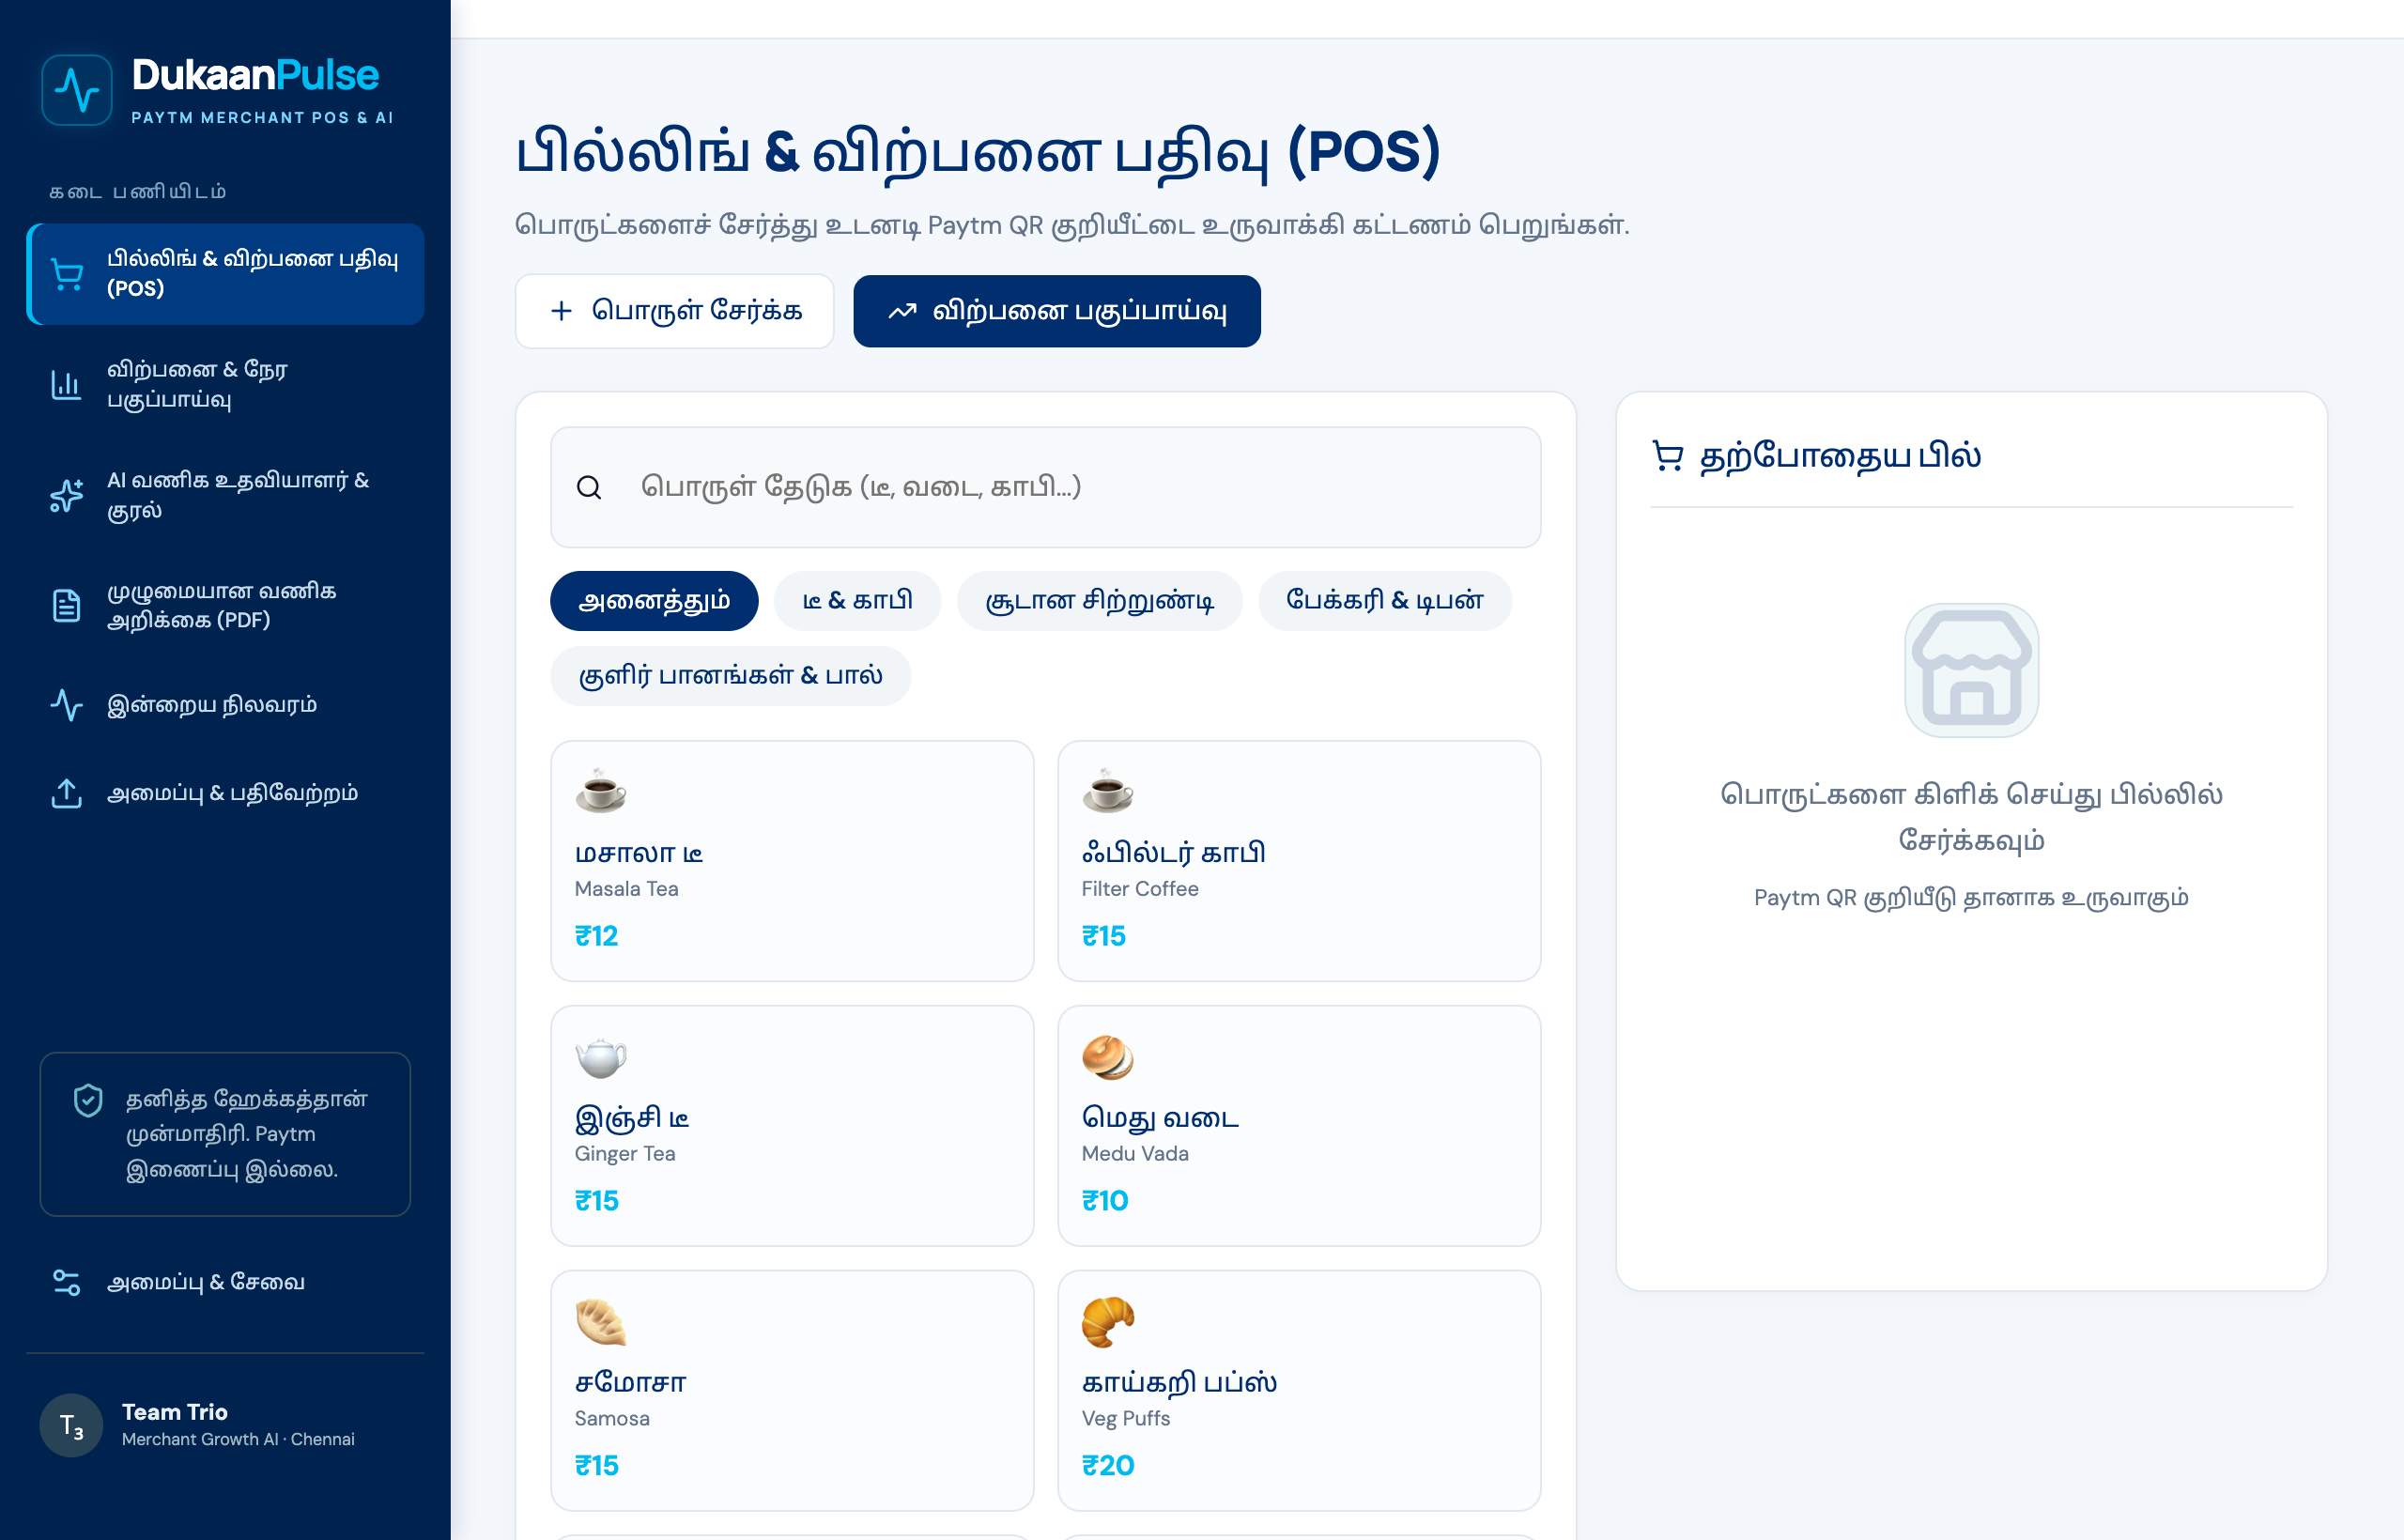 DukaanPulse
PAYTM MERCHANT POS & AI
கடை பணியிடம்
பில்லிங் & விற்பனை பதிவு
(POS)
விற்பனை & நேர
பகுப்பாய்வு
AI வணிக உதவியாளர் &
குரல்
முழுமையான வணிக
அறிக்கை (PDF)
இன்றைய நிலவரம்
அமைப்பு & பதிவேற்றம்
தனித்த ஹேக்கத்தான்
முன்மாதிரி. Paytm
இணைப்பு இல்லை.
அமைப்பு & சேவை
T3
Team Trio
Merchant Growth AI · Chennai
பில்லிங் & விற்பனை பதிவு (POS)
பொருட்களைச் சேர்த்து உடனடி Paytm QR குறியீட்டை உருவாக்கி கட்டணம் பெறுங்கள்.
+ பொருள் சேர்க்க
விற்பனை பகுப்பாய்வு
பொருள் தேடுக (டீ, வடை, காபி...)
அனைத்தும்
டீ & காபி
சூடான சிற்றுண்டி
பேக்கரி & டிபன்
குளிர் பானங்கள் & பால்
மசாலா டீ
Masala Tea
₹12
ஃபில்டர் காபி
Filter Coffee
₹15
இஞ்சி டீ
Ginger Tea
₹15
மெது வடை
Medu Vada
₹10
சமோசா
Samosa
₹15
காய்கறி பப்ஸ்
Veg Puffs
₹20
தற்போதைய பில்
பொருட்களை கிளிக் செய்து பில்லில்
சேர்க்கவும்
Paytm QR குறியீடு தானாக உருவாகும்